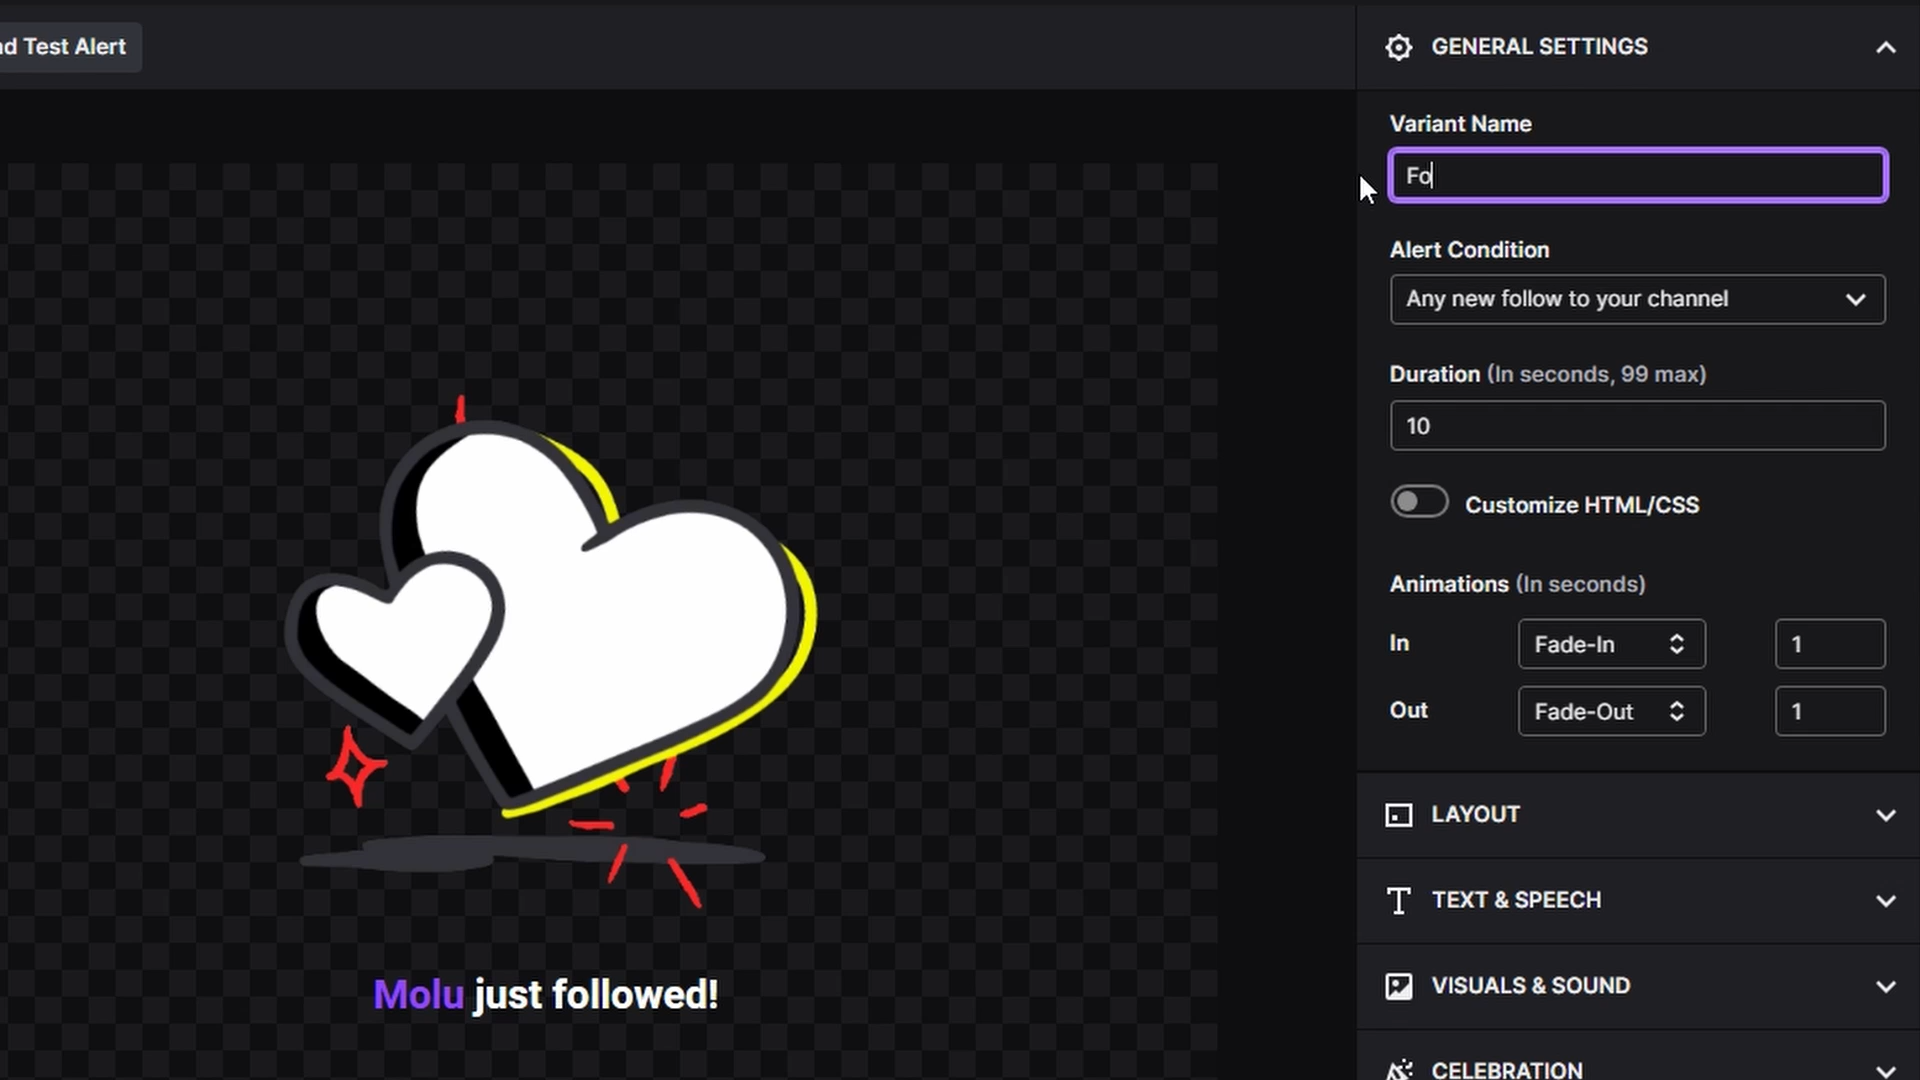 nd Test Alert
GENERAL SETTINGS
Variant Name
Fo
Alert Condition
Any new follow to your channel
Duration (In seconds, 99 max)
10
Customize HTML/CSS
Animations (In seconds)
In
Fade-In
1
Out
Fade-Out
1
LAYOUT
TEXT & SPEECH
VISUALS & SOUND
CELEBRATION
Molu just followed!